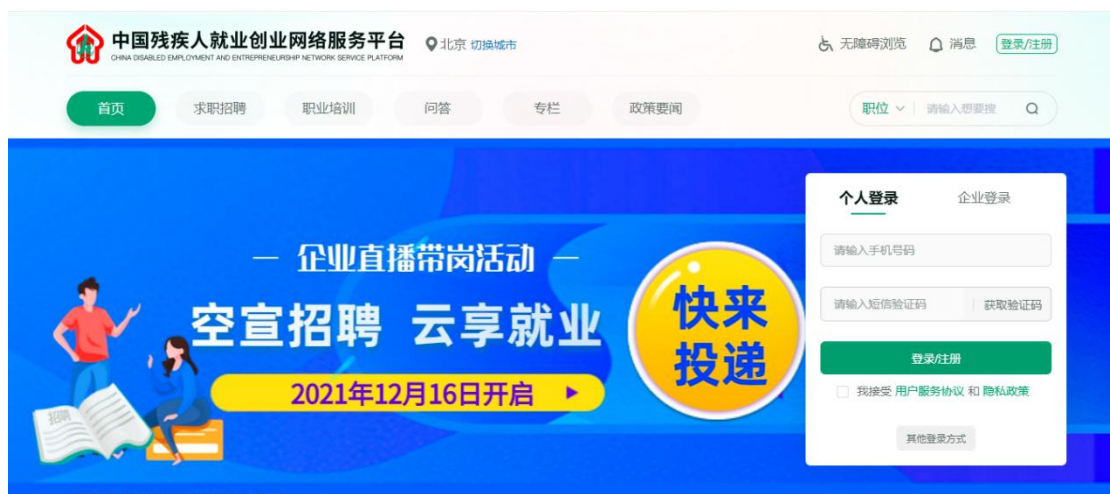 中国残疾人就业创业网络服务平台
CHINA DISABLED EMPLOYMENT AND ENTREPRENEURSHIP NETWORK SERVICE PLATFORM
北京 切换城市
无障碍浏览 消息 登录/注册
首页 求职招聘 职业培训 问答 专栏 政策要闻
职位 请输入想要搜
个人登录 企业登录
请输入手机号码
请输入短信验证码 获取验证码
登录/注册
我接受 用户服务协议 和 隐私政策
其他登录方式
— 企业直播带岗活动 —
空宣招聘 云享就业
2021年12月16日开启
快来
投递
招聘